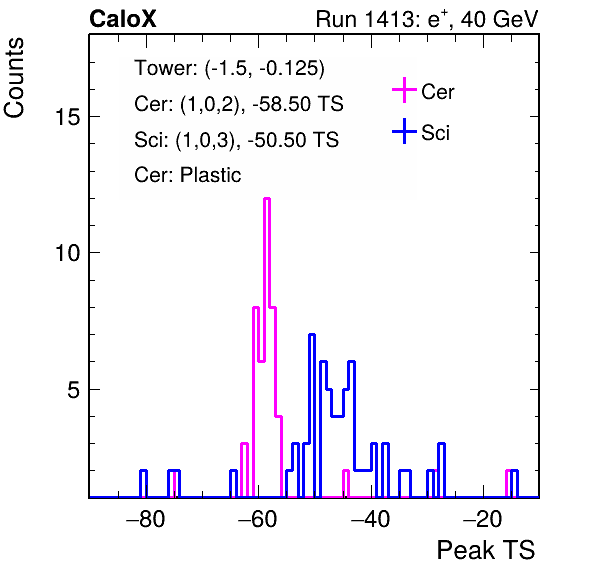 CaloX Run 1413: e⁺, 40 GeV
Counts
Tower: (-1.5, -0.125)
Cer: (1,0,2), -58.50 TS
Sci: (1,0,3), -50.50 TS
Cer: Plastic
Cer
Sci
15
10
5
−80 −60 −40 −20
Peak TS